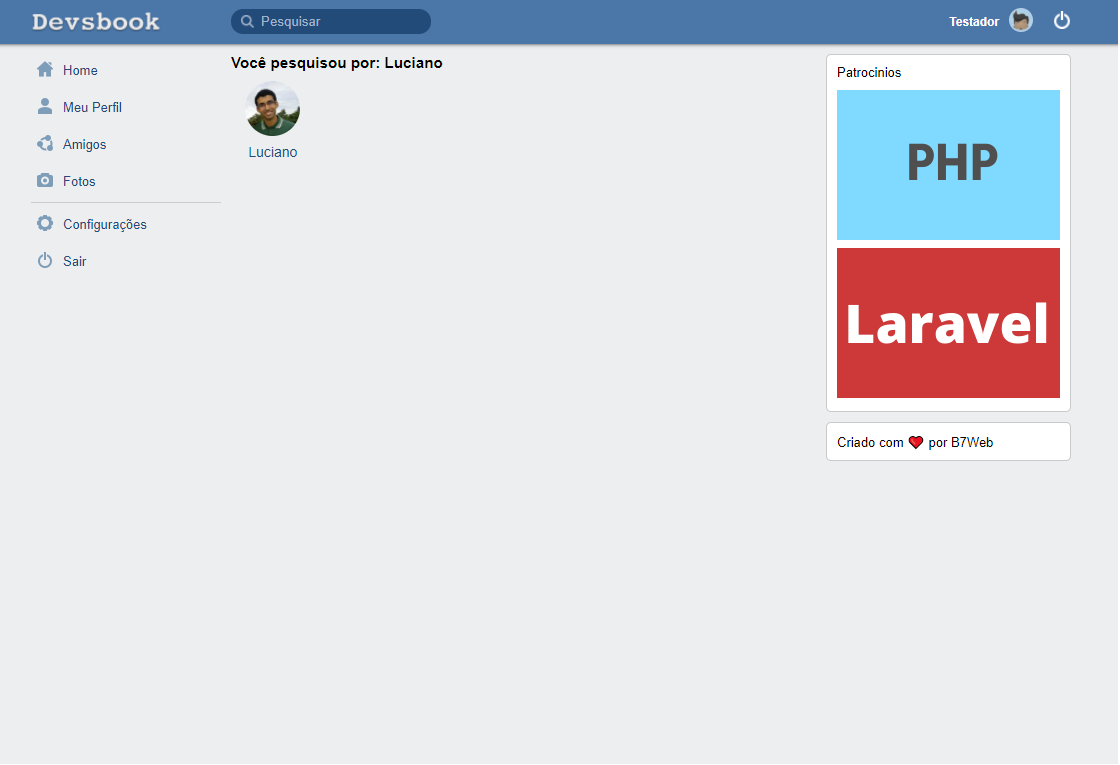 Devsbook
Pesquisar
Testador
Home
Meu Perfil
Amigos
Fotos
Configurações
Sair
Você pesquisou por: Luciano
Luciano
Patrocinios
PHP
Laravel
Criado com ❤️ por B7Web